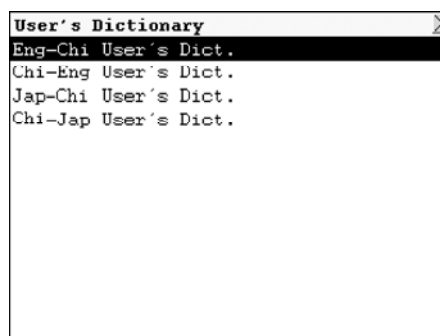 User's Dictionary
Eng-Chi User's Dict.
Chi-Eng User's Dict.
Jap-Chi User's Dict.
Chi-Jap User's Dict.